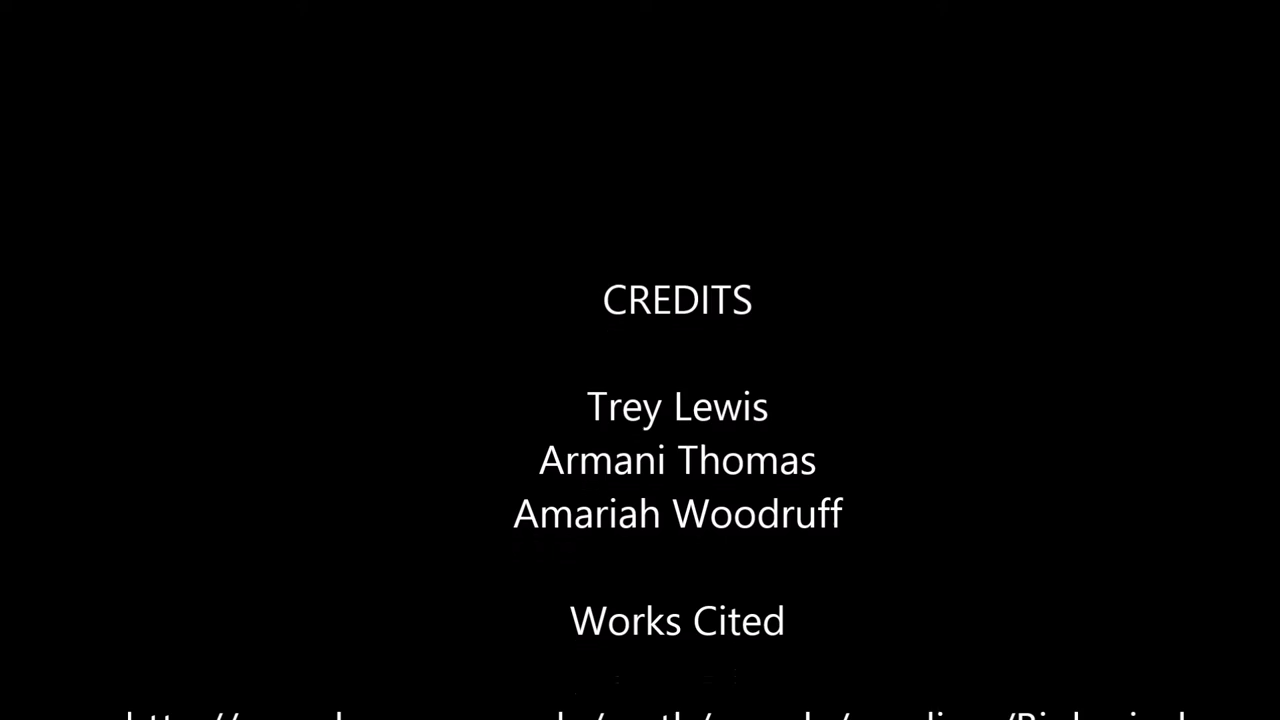 CREDITS
Trey Lewis
Armani Thomas
Amariah Woodruff
Works Cited